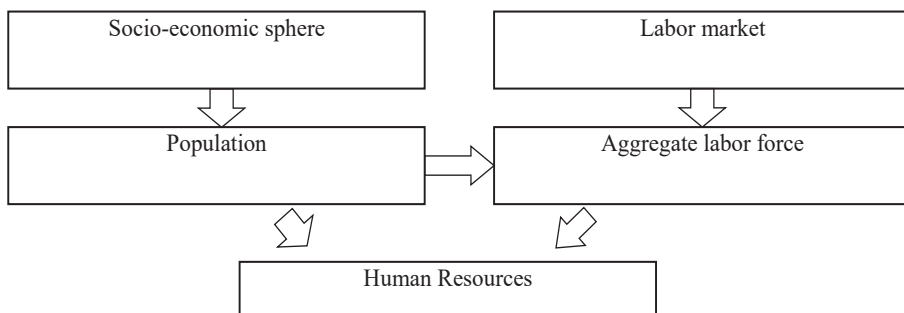 Socio-economic sphere
Labor market
Population
Aggregate labor force
Human Resources